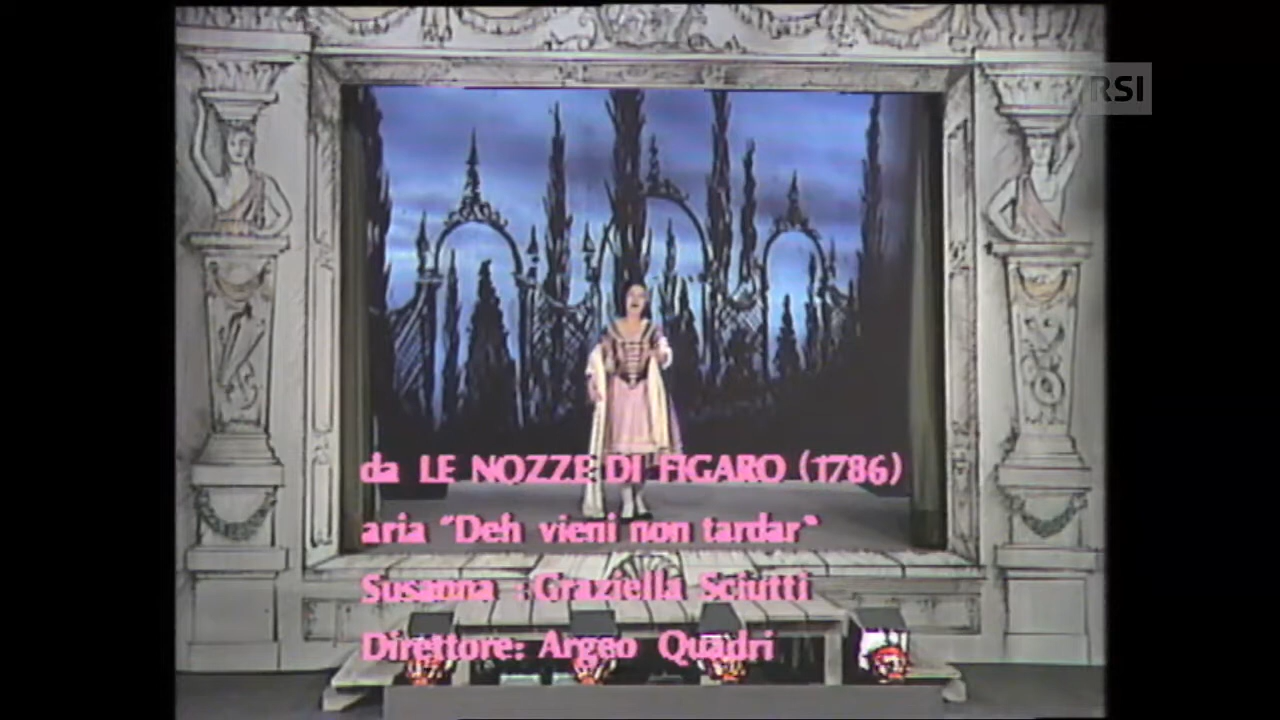 RSI
da LE NOZZE DI FIGARO (1786)
aria "Deh vieni non tardar"
Susanna : Graziella Sciutti
Direttore: Argeo Quadri